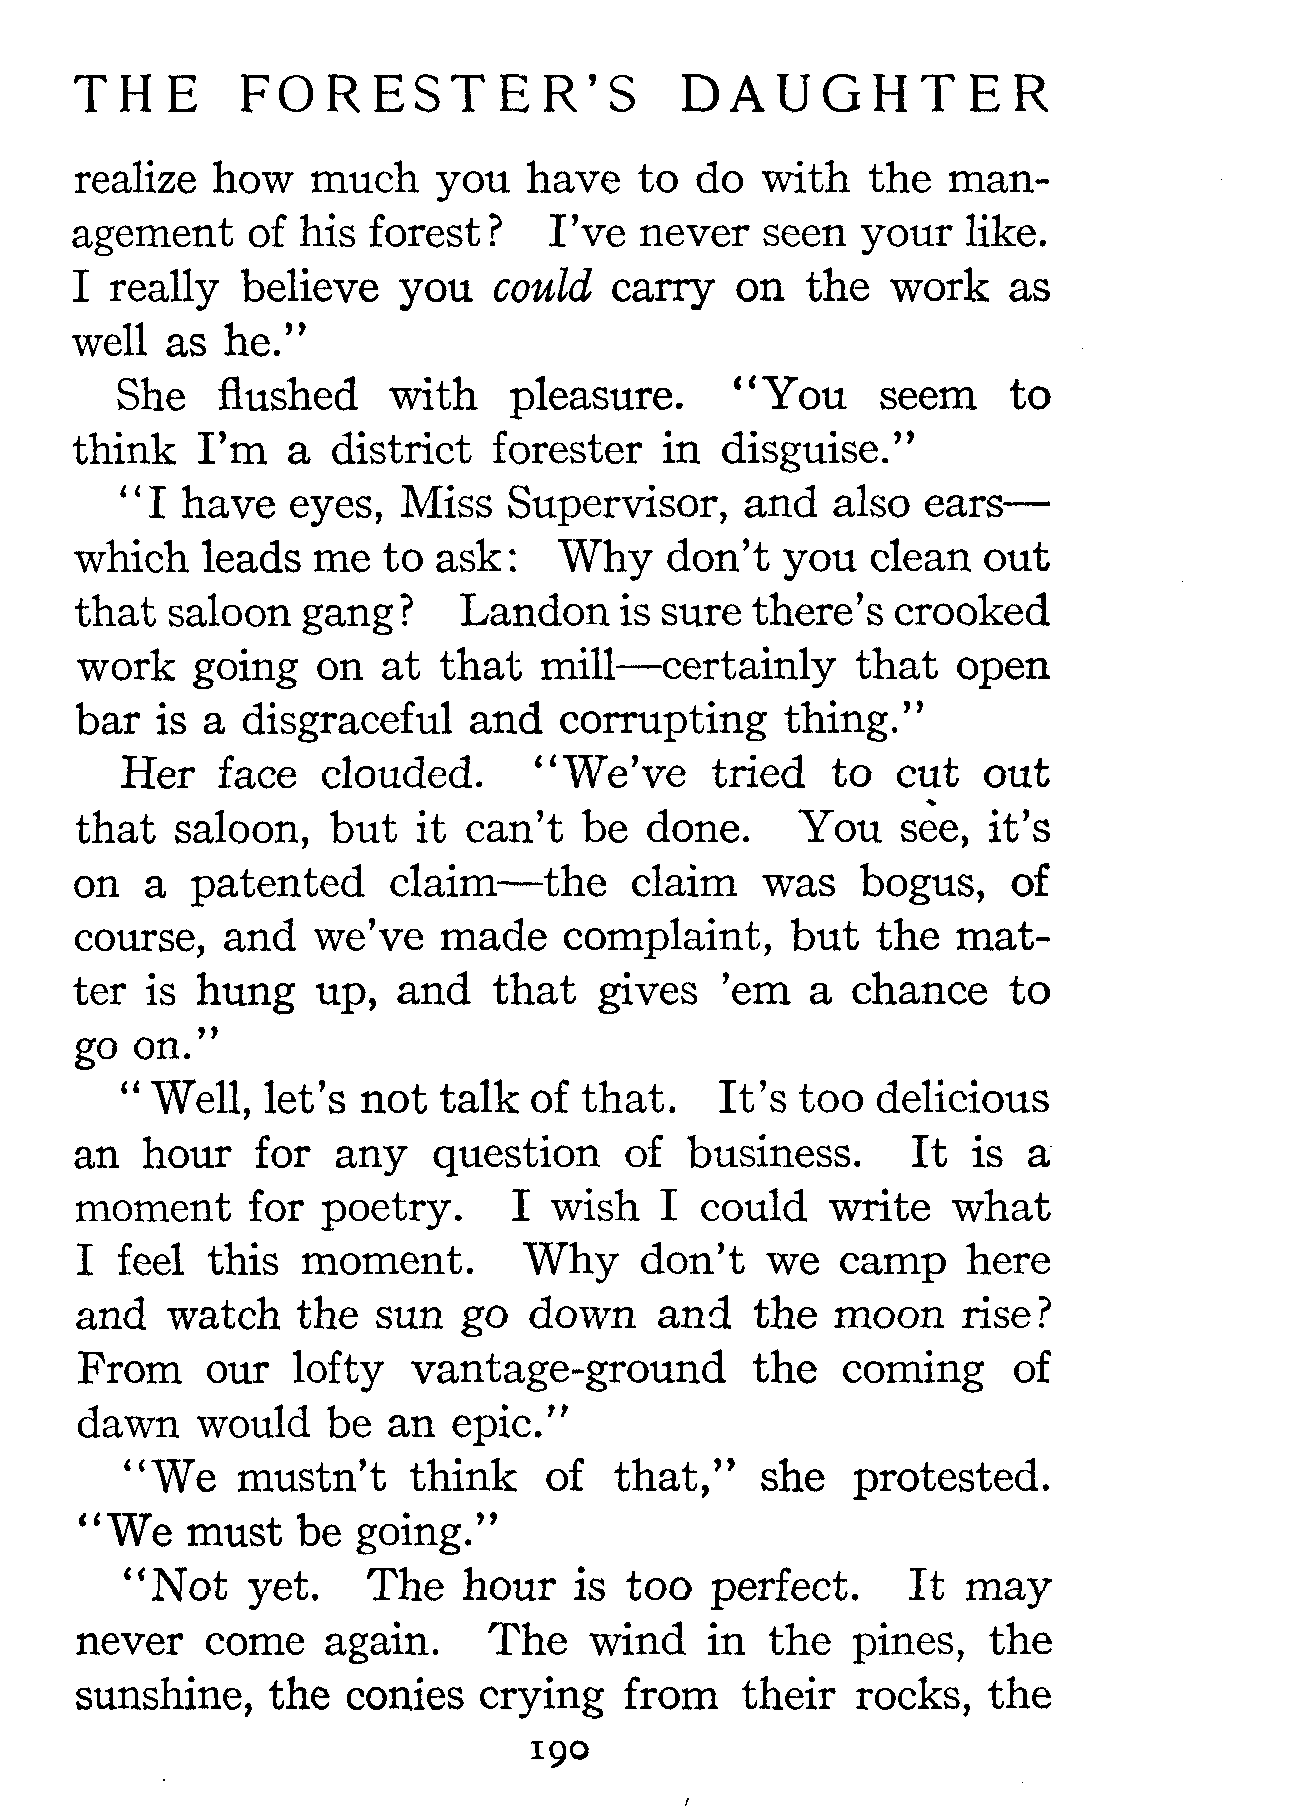 THE FORESTER'S DAUGHTER
realize how much you have to do with the man-
agement of his forest? I've never seen your like.
I really believe you could carry on the work as
well as he."
She flushed with pleasure. "You seem to
think I'm a district forester in disguise."
"I have eyes, Miss Supervisor, and also ears—
which leads me to ask: Why don't you clean out
that saloon gang? Landon is sure there's crooked
work going on at that mill—certainly that open
bar is a disgraceful and corrupting thing."
Her face clouded. "We've tried to cut out
that saloon, but it can't be done. You see, it's
on a patented claim—the claim was bogus, of
course, and we've made complaint, but the mat-
ter is hung up, and that gives 'em a chance to
go on."
"Well, let's not talk of that. It's too delicious
an hour for any question of business. It is a
moment for poetry. I wish I could write what
I feel this moment. Why don't we camp here
and watch the sun go down and the moon rise?
From our lofty vantage-ground the coming of
dawn would be an epic."
"We mustn't think of that," she protested.
"We must be going."
"Not yet. The hour is too perfect. It may
never come again. The wind in the pines, the
sunshine, the conies crying from their rocks, the
190